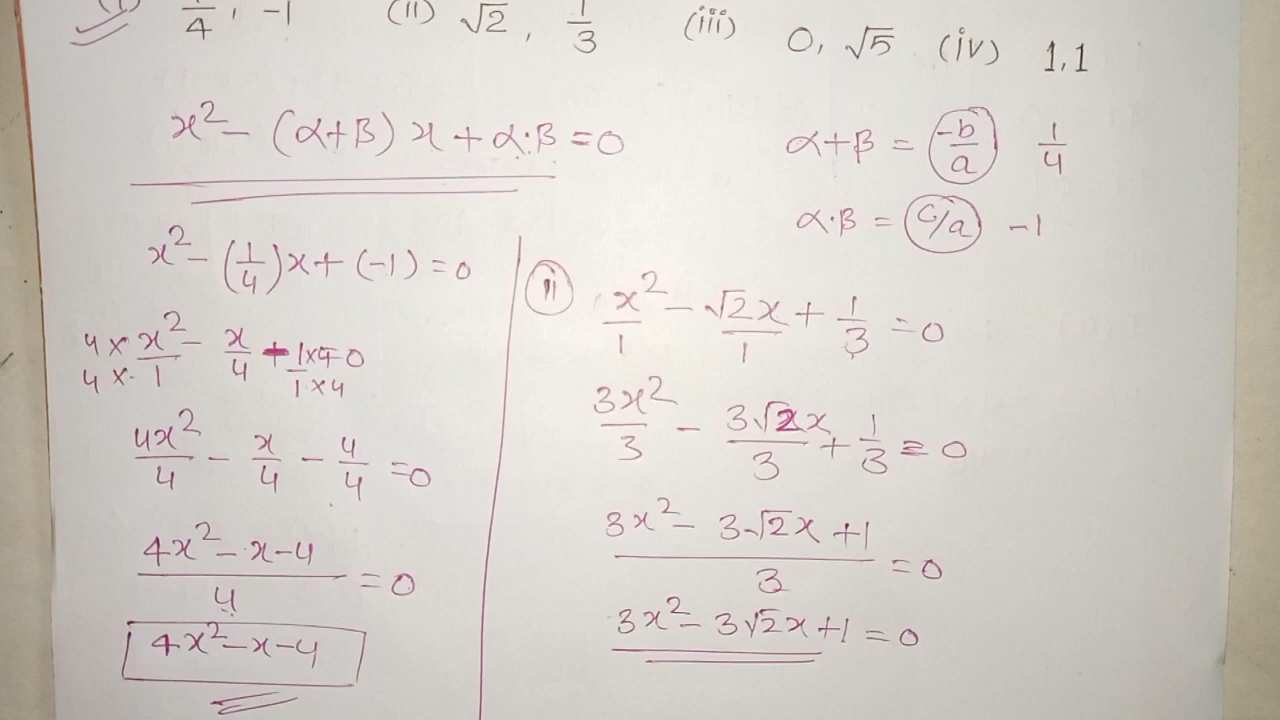 (i) 1/4, -1 (ii) √2, 1/3 (iii) 0, √5 (iv) 1,1
x² - (α+β) x + α·β = 0
α+β = -b/a 1/4
α·β = c/a -1
x² - (1/4)x + (-1) = 0
4 × x²/4 × 1 - x/4 + 1×4/1×4 = 0
4x²/4 - x/4 - 4/4 = 0
4x² - x - 4/4 = 0
4x² - x - 4
(ii) x²/1 - √2x/1 + 1/3 = 0
3x²/3 - 3√2x/3 + 1/3 = 0
3x² - 3√2x + 1/3 = 0
3x² - 3√2x + 1 = 0